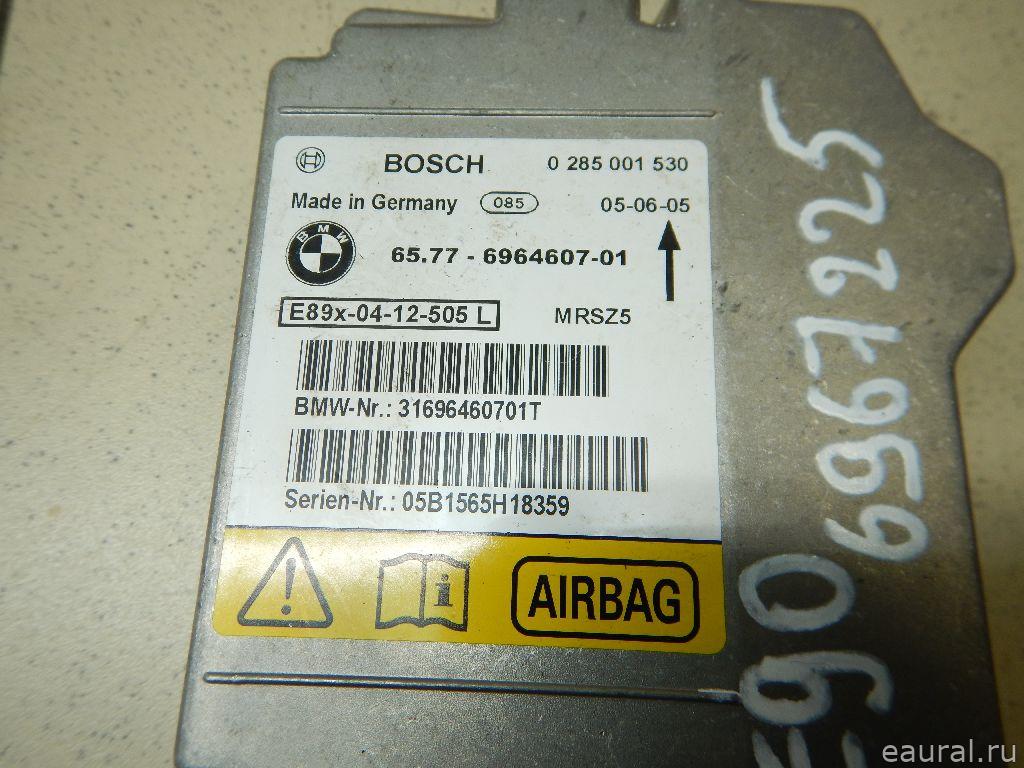 BOSCH 0 285 001 530
Made in Germany 085 05-06-05
BMW 65.77 - 6964607-01
E89x-04-12-505 L MRSZ5
BMW-Nr.: 31696460701T
Serien-Nr.: 05B1565H18359
AIRBAG
E90 6967225
eaural.ru